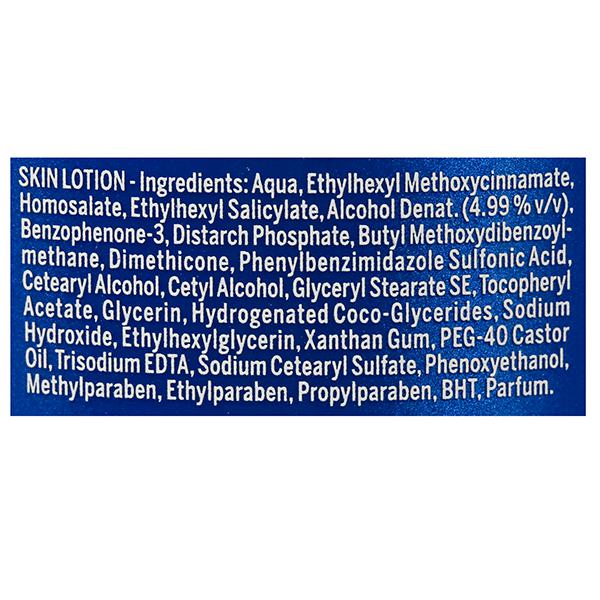 SKIN LOTION - Ingredients: Aqua, Ethylhexyl Methoxycinnamate,
Homosalate, Ethylhexyl Salicylate, Alcohol Denat. (4.99 % v/v),
Benzophenone-3, Distarch Phosphate, Butyl Methoxydibenzoyl-
methane, Dimethicone, Phenylbenzimidazole Sulfonic Acid,
Cetearyl Alcohol, Cetyl Alcohol, Glyceryl Stearate SE, Tocopheryl
Acetate, Glycerin, Hydrogenated Coco-Glycerides, Sodium
Hydroxide, Ethylhexylglycerin, Xanthan Gum, PEG-40 Castor
Oil, Trisodium EDTA, Sodium Cetearyl Sulfate, Phenoxyethanol,
Methylparaben, Ethylparaben, Propylparaben, BHT, Parfum.